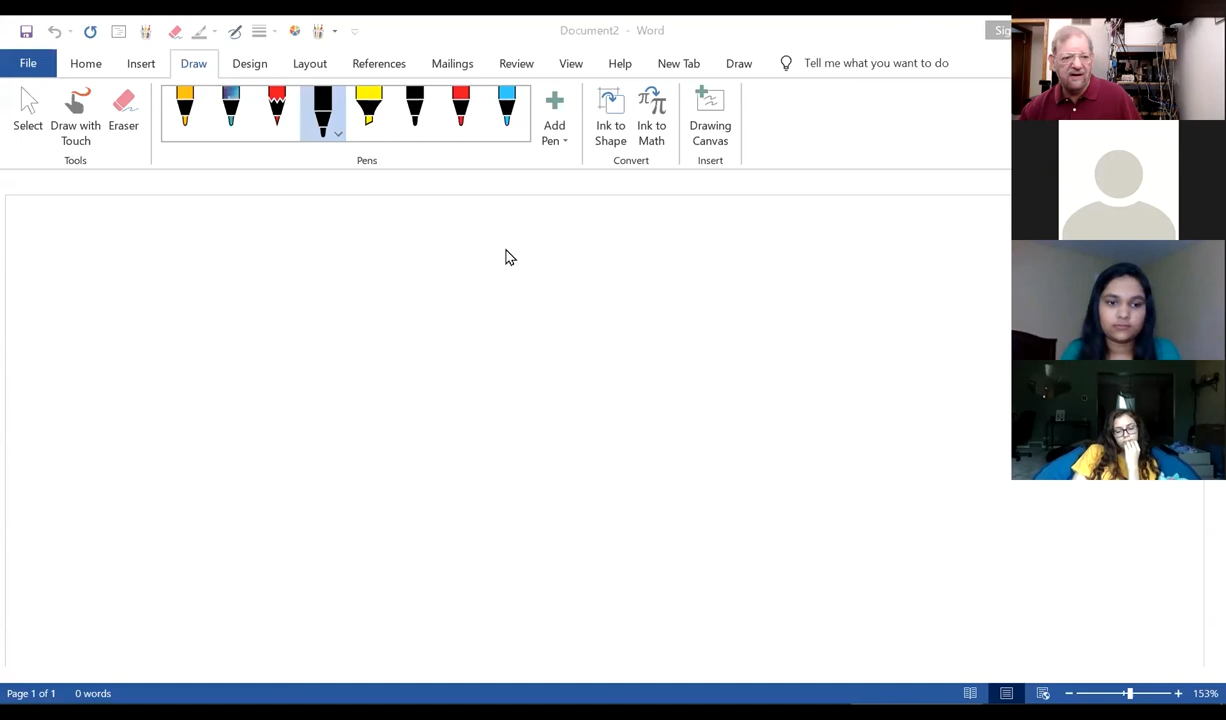 Document2 - Word
File Home Insert Draw Design Layout References Mailings Review View Help New Tab Draw Tell me what you want to do
Select Draw with Touch Eraser Add Pen Ink to Shape Ink to Math Drawing Canvas
Tools Pens Convert Insert
Page 1 of 1 0 words 153%